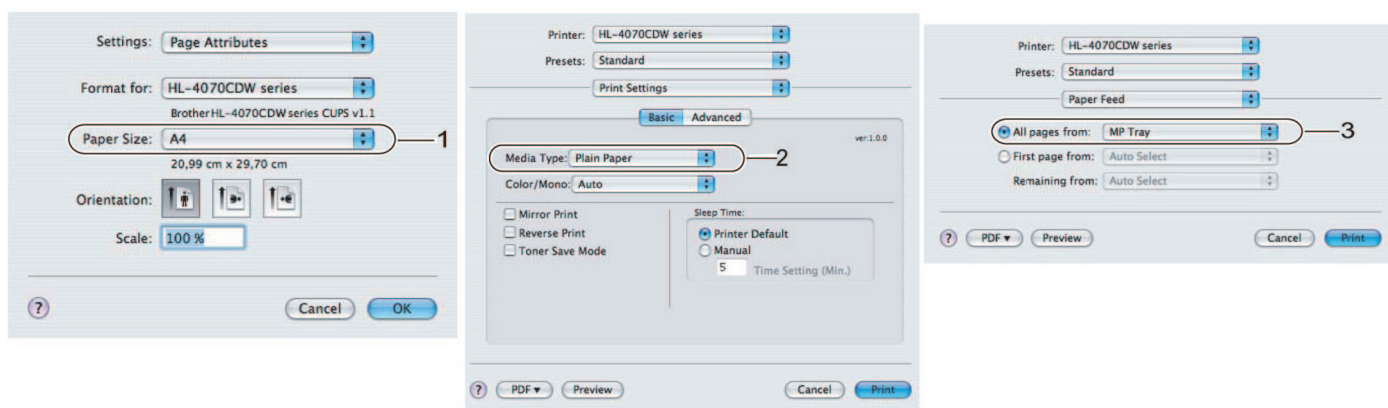 Settings: Page Attributes
Format for: HL-4070CDW series
BrotherHL-4070CDW series CUPS v1.1
Paper Size: A4
1
20,99 cm x 29,70 cm
Orientation:
Scale: 100 %
? Cancel OK
Printer: HL-4070CDW series
Presets: Standard
Print Settings
Basic Advanced
ver:1.0.0
Media Type: Plain Paper
2
Color/Mono: Auto
Mirror Print
Reverse Print
Toner Save Mode
Sleep Time:
Printer Default
Manual
5 Time Setting (Min.)
? PDF Preview Cancel Print
Printer: HL-4070CDW series
Presets: Standard
Paper Feed
All pages from: MP Tray
3
First page from: Auto Select
Remaining from: Auto Select
? PDF Preview Cancel Print